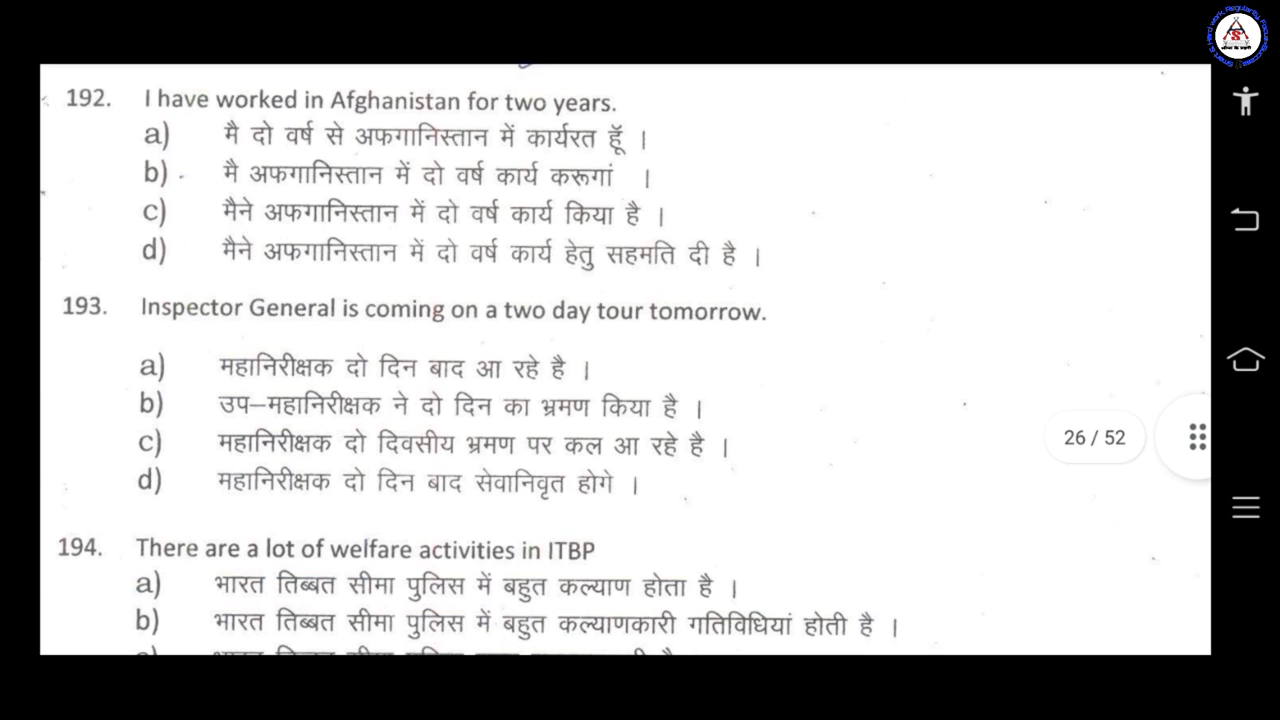 192. I have worked in Afghanistan for two years.
a) मै दो वर्ष से अफगानिस्तान में कार्यरत हूँ ।
b) मै अफगानिस्तान में दो वर्ष कार्य करूगां ।
c) मैने अफगानिस्तान में दो वर्ष कार्य किया है ।
d) मैने अफगानिस्तान में दो वर्ष कार्य हेतु सहमति दी है ।
193. Inspector General is coming on a two day tour tomorrow.
a) महानिरीक्षक दो दिन बाद आ रहे है ।
b) उप–महानिरीक्षक ने दो दिन का भ्रमण किया है ।
c) महानिरीक्षक दो दिवसीय भ्रमण पर कल आ रहे है ।
d) महानिरीक्षक दो दिन बाद सेवानिवृत होगे ।
194. There are a lot of welfare activities in ITBP
a) भारत तिब्बत सीमा पुलिस में बहुत कल्याण होता है ।
b) भारत तिब्बत सीमा पुलिस में बहुत कल्याणकारी गतिविधियां होती है ।
26 / 52